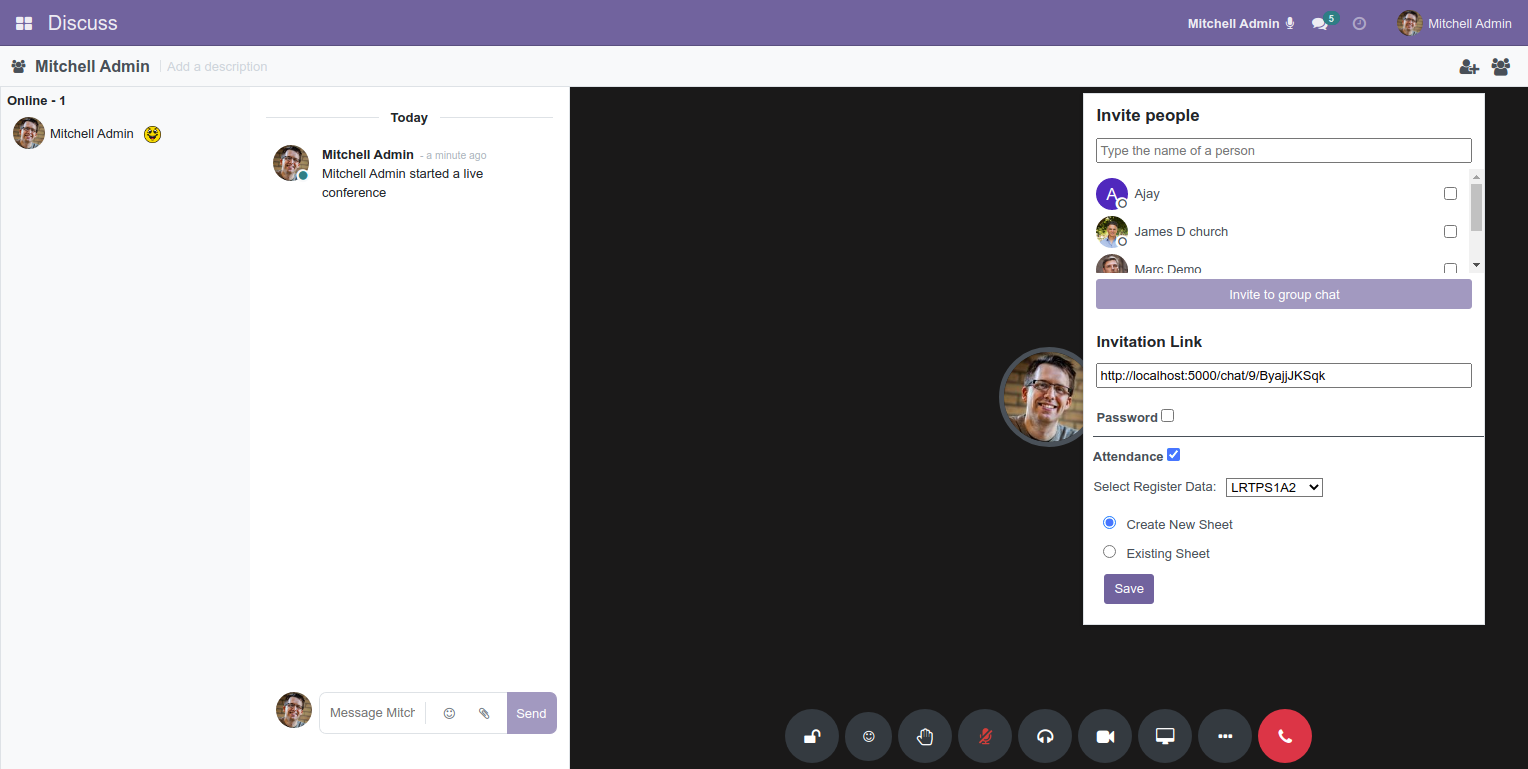 Discuss
Mitchell Admin
5
Mitchell Admin
Mitchell Admin
Add a description
Online - 1
Mitchell Admin
Today
Mitchell Admin - a minute ago
Mitchell Admin started a live
conference
Message Mitch
Send
Invite people
Type the name of a person
A
Ajay
James D church
Marc Demo
Invite to group chat
Invitation Link
http://localhost:5000/chat/9/ByajjJKSqk
Password
Attendance
Select Register Data: LRTPS1A2
Create New Sheet
Existing Sheet
Save